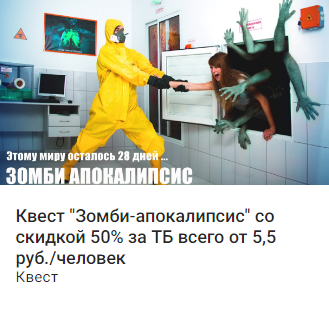 Этому миру осталось 28 дней ...
ЗОМБИ АПОКАЛИПСИС
Квест "Зомби-апокалипсис" со
скидкой 50% за ТБ всего от 5,5
руб./человек
Квест